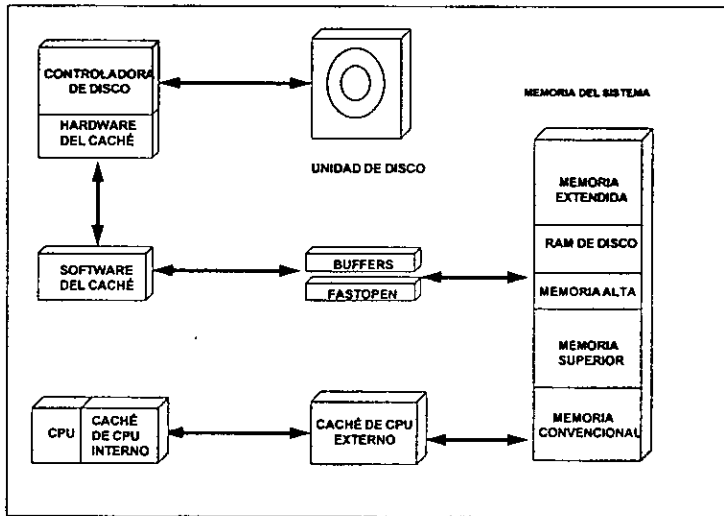 CONTROLADORA
DE DISCO
HARDWARE
DEL CACHÉ
UNIDAD DE DISCO
MEMORIA DEL SISTEMA
MEMORIA
EXTENDIDA
RAM DE DISCO
MEMORIA ALTA
MEMORIA
SUPERIOR
MEMORIA
CONVENCIONAL
SOFTWARE
DEL CACHÉ
BUFFERS
FASTOPEN
CPU
CACHÉ
DE CPU
INTERNO
CACHÉ DE CPU
EXTERNO